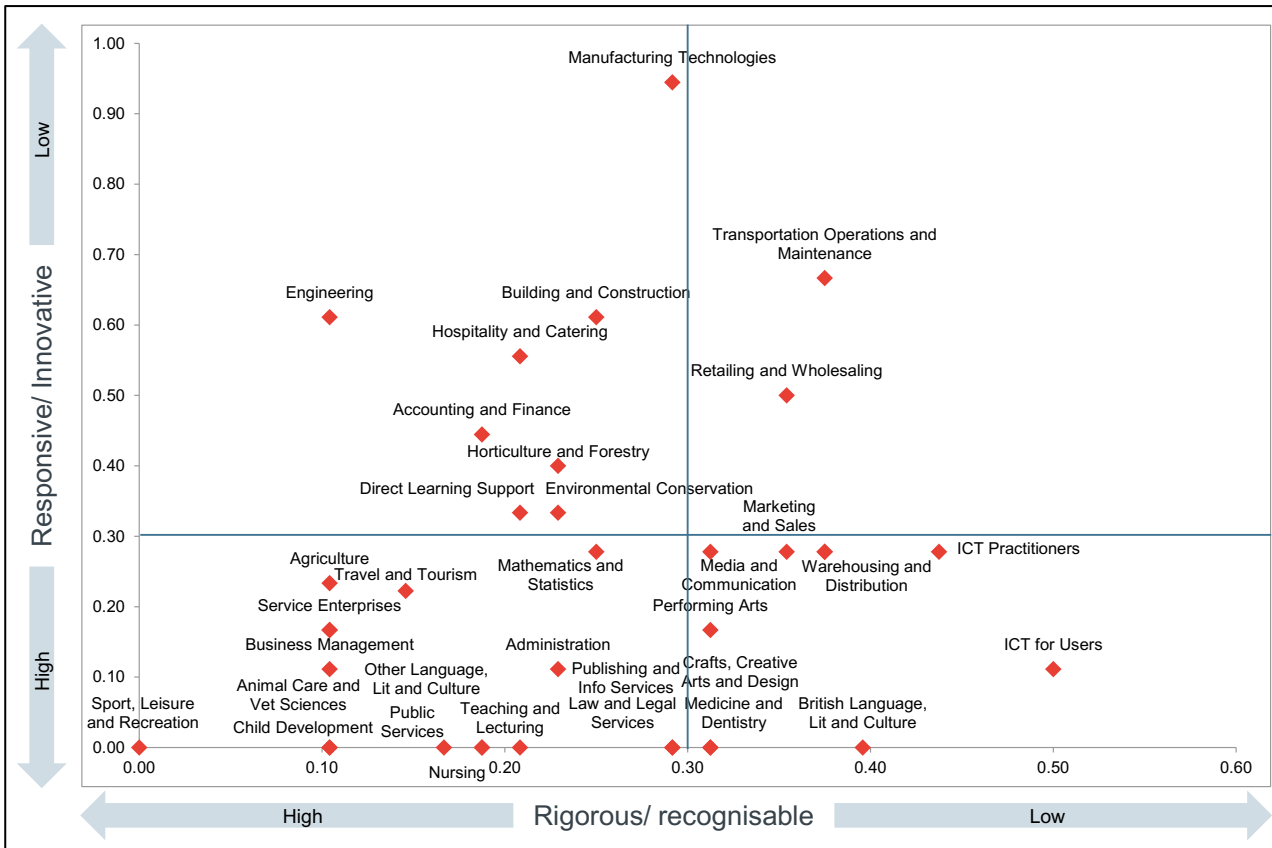 1.00
0.90
0.80
0.70
0.60
0.50
0.40
0.30
0.20
0.10
0.00
Low
Responsive/ Innovative
High
Manufacturing Technologies
Transportation Operations and
Maintenance
Engineering
Building and Construction
Hospitality and Catering
Retailing and Wholesaling
Accounting and Finance
Horticulture and Forestry
Direct Learning Support
Environmental Conservation
Marketing
and Sales
ICT Practitioners
Agriculture
Travel and Tourism
Mathematics and
Statistics
Media and
Communication
Warehousing and
Distribution
Service Enterprises
Performing Arts
Business Management
Administration
ICT for Users
Other Language,
Lit and Culture
Publishing and
Info Services
Crafts, Creative
Arts and Design
Animal Care and
Vet Sciences
Sport, Leisure
and Recreation
Child Development
Public
Services
Teaching and
Lecturing
Law and Legal
Services
Medicine and
Dentistry
British Language,
Lit and Culture
Nursing
0.00
0.10
0.20
0.30
0.40
0.50
0.60
High
Rigorous/ recognisable
Low